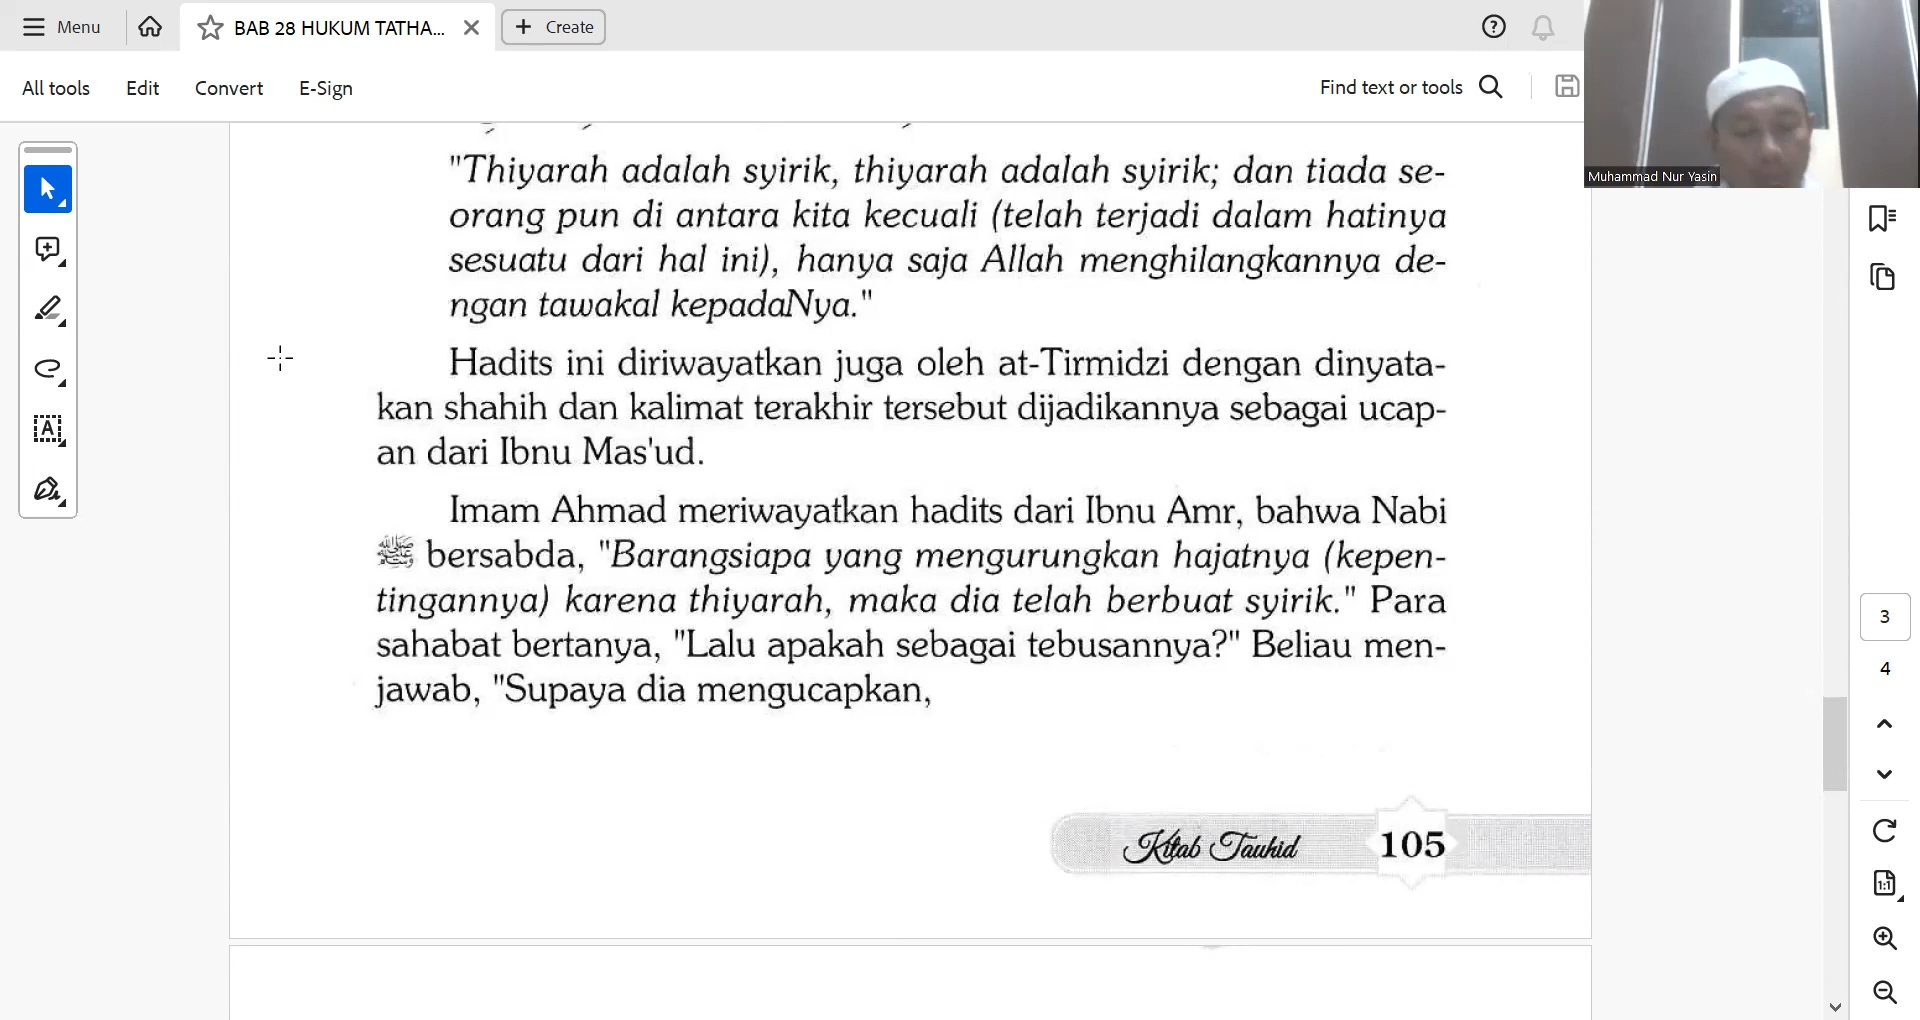 Menu
BAB 28 HUKUM TATHA...
Create
All tools
Edit
Convert
E-Sign
Find text or tools
Muhammad Nur Yasin
"Thiyarah adalah syirik, thiyarah adalah syirik; dan tiada se-
orang pun di antara kita kecuali (telah terjadi dalam hatinya
sesuatu dari hal ini), hanya saja Allah menghilangkannya de-
ngan tawakal kepadaNya."
Hadits ini diriwayatkan juga oleh at-Tirmidzi dengan dinyata-
kan shahih dan kalimat terakhir tersebut dijadikannya sebagai ucap-
an dari Ibnu Mas'ud.
Imam Ahmad meriwayatkan hadits dari Ibnu Amr, bahwa Nabi
ﷺ bersabda, "Barangsiapa yang mengurungkan hajatnya (kepen-
tingannya) karena thiyarah, maka dia telah berbuat syirik." Para
sahabat bertanya, "Lalu apakah sebagai tebusannya?" Beliau men-
jawab, "Supaya dia mengucapkan,
Kitab Tauhid 105
3
4
1:1